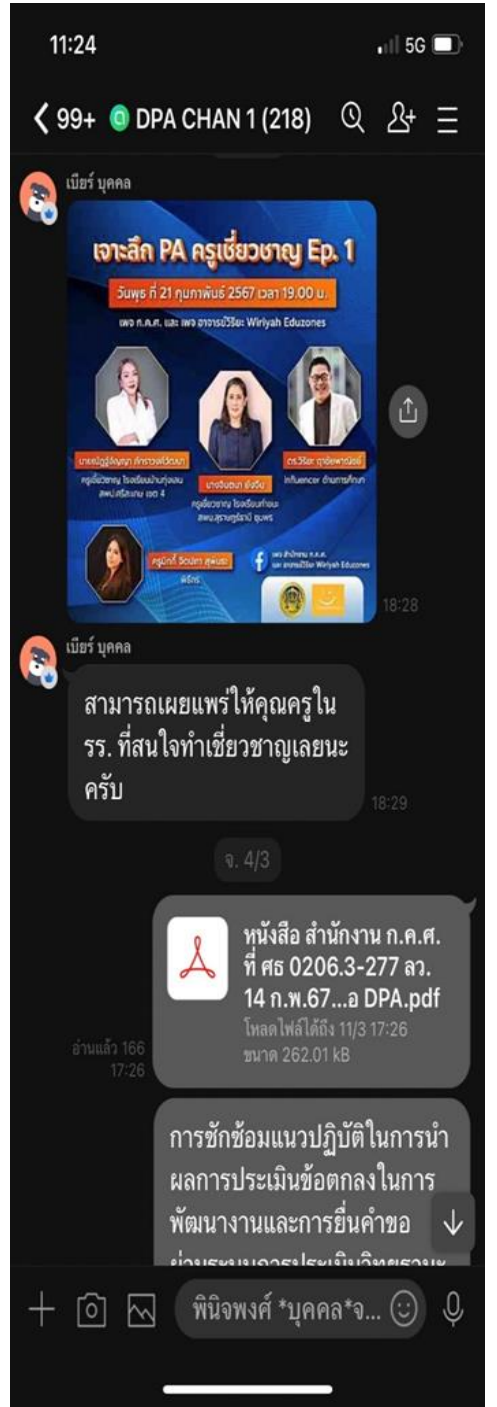 11:24
5G
99+ DPA CHAN 1 (218)
เบียร์ บุคคล
เจาะลึก PA ครูเชี่ยวชาญ Ep. 1
วันพุธ ที่ 21 กุมภาพันธ์ 2567 เวลา 19.00 น.
เพจ ก.ค.ศ. และ เพจ อาจารย์วิริยะ Wiriyah Eduzones
ดร.วิริยะ ฤาชัยพาณิชย์
Influencer ด้านการศึกษา
พิธีกร
18:28
เบียร์ บุคคล
สามารถเผยแพร่ให้คุณครูใน
รร. ที่สนใจทำเชี่ยวชาญเลยนะ
ครับ
18:29
จ. 4/3
หนังสือ สำนักงาน ก.ค.ศ.
ที่ ศธ 0206.3-277 ลว.
14 ก.พ.67...อ DPA.pdf
โหลดไฟล์ได้ถึง 11/3 17:26
ขนาด 262.01 kB
อ่านแล้ว 166
17:26
การซักซ้อมแนวปฏิบัติในการนำ
ผลการประเมินข้อตกลงในการ
พัฒนางานและการยื่นคำขอ
พินิจพงศ์ *บุคคล*จ...